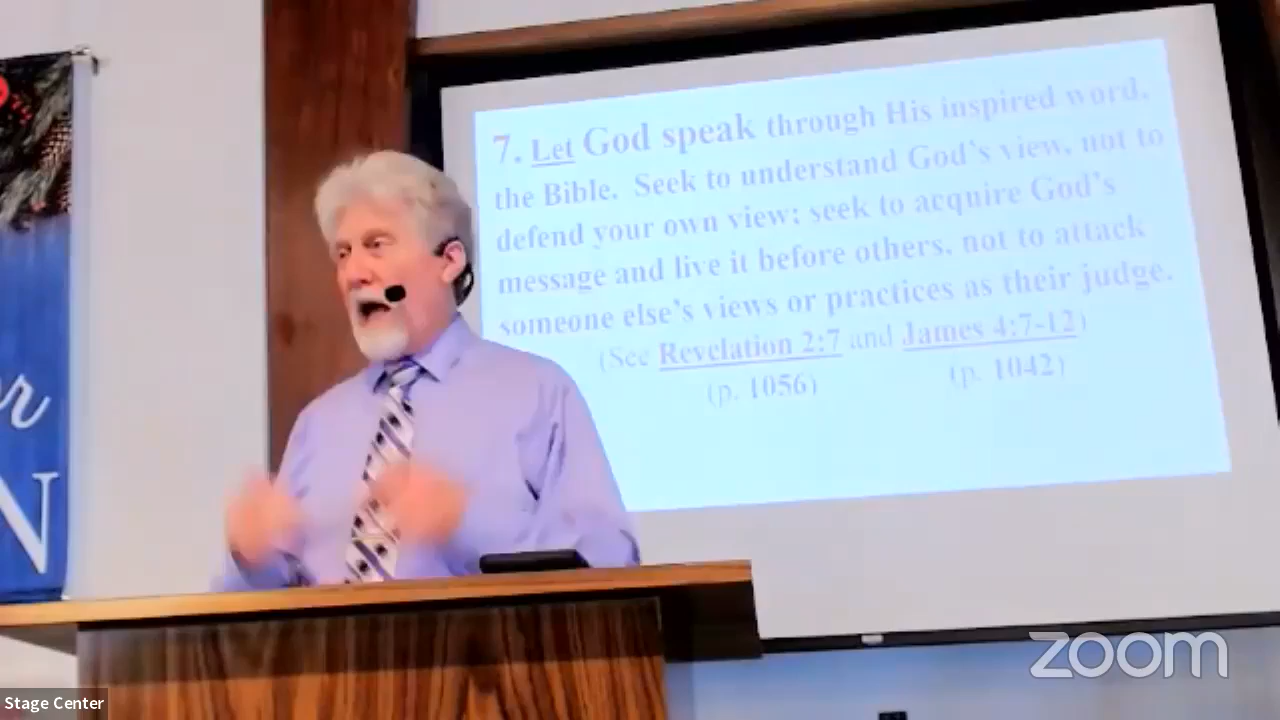 7. Let God speak through His inspired word,
the Bible. Seek to understand God's view, not to
defend your own view; seek to acquire God's
message and live it before others, not to attack
someone else's views or practices as their judge.
(See Revelation 2:7 and James 4:7-12)
(p. 1056) (p. 1042)
zoom
Stage Center